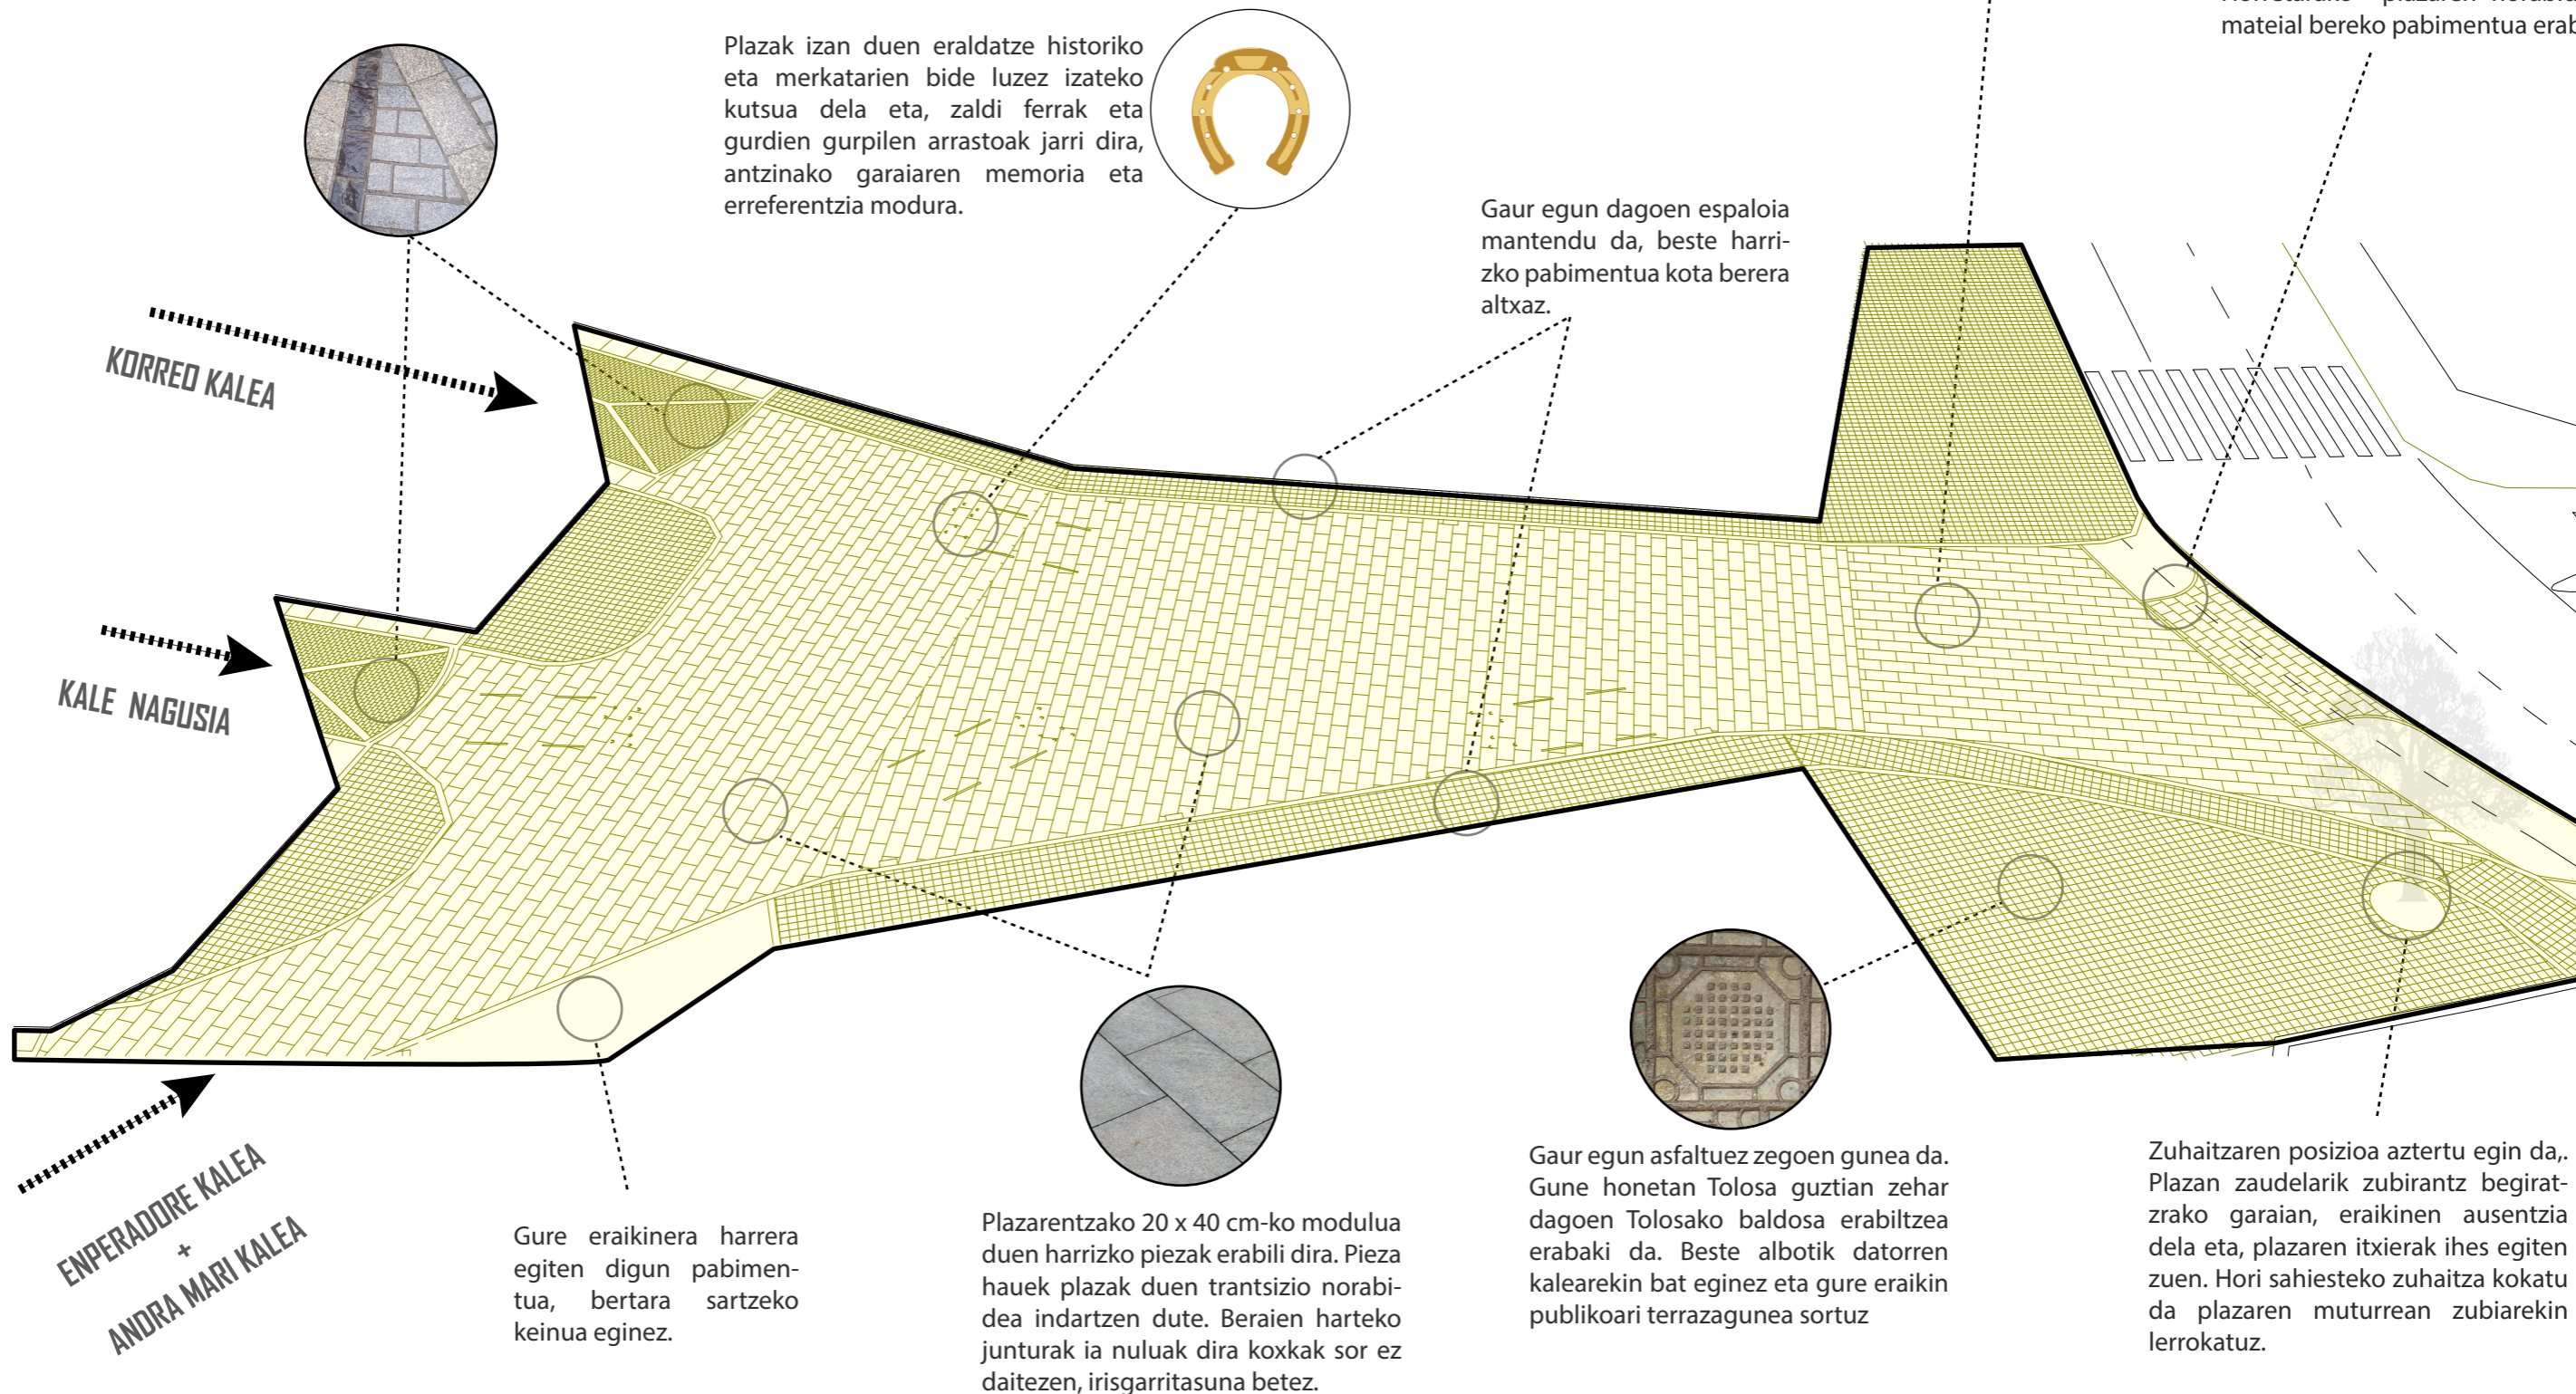 mateial bereko pabimentua
Plazak izan duen eraldatze historiko
eta merkatarien bide luzez izateko
kutsua dela eta, zaldi ferrak eta
gurdien gurpilen arrastoak jarri dira,
antzinako garaiaren memoria eta
erreferentzia modura.
Gaur egun dagoen espaloia
mantendu da, beste harri-
zko pabimentua kota berera
altxaz.
KORREO KALEA
KALE NAGUSIA
ENPERADORE KALEA
+
ANDRA MARI KALEA
Gure eraikinera harrera
egiten digun pabimen-
tua, bertara sartzeko
keinua eginez.
Plazarentzako 20 x 40 cm-ko modulua
duen harrizko piezak erabili dira. Pieza
hauek plazak duen trantsizio norabi-
dea indartzen dute. Beraien harteko
junturak ia nuluak dira koxkak sor ez
daitezen, irisgarritasuna betez.
Gaur egun asfaltuez zegoen gunea da.
Gune honetan Tolosa guztian zehar
dagoen Tolosako baldosa erabiltzea
erabaki da. Beste albotik datorren
kalearekin bat eginez eta gure eraikin
publikoari terrazagunea sortuz
Zuhaitzaren posizioa aztertu egin da,.
Plazan zaudelarik zubirantz begirat-
zrako garaian, eraikinen ausentzia
dela eta, plazaren itxierak ihes egiten
zuen. Hori sahiesteko zuhaitza kokatu
da plazaren muturrean zubiarekin
lerrokatuz.